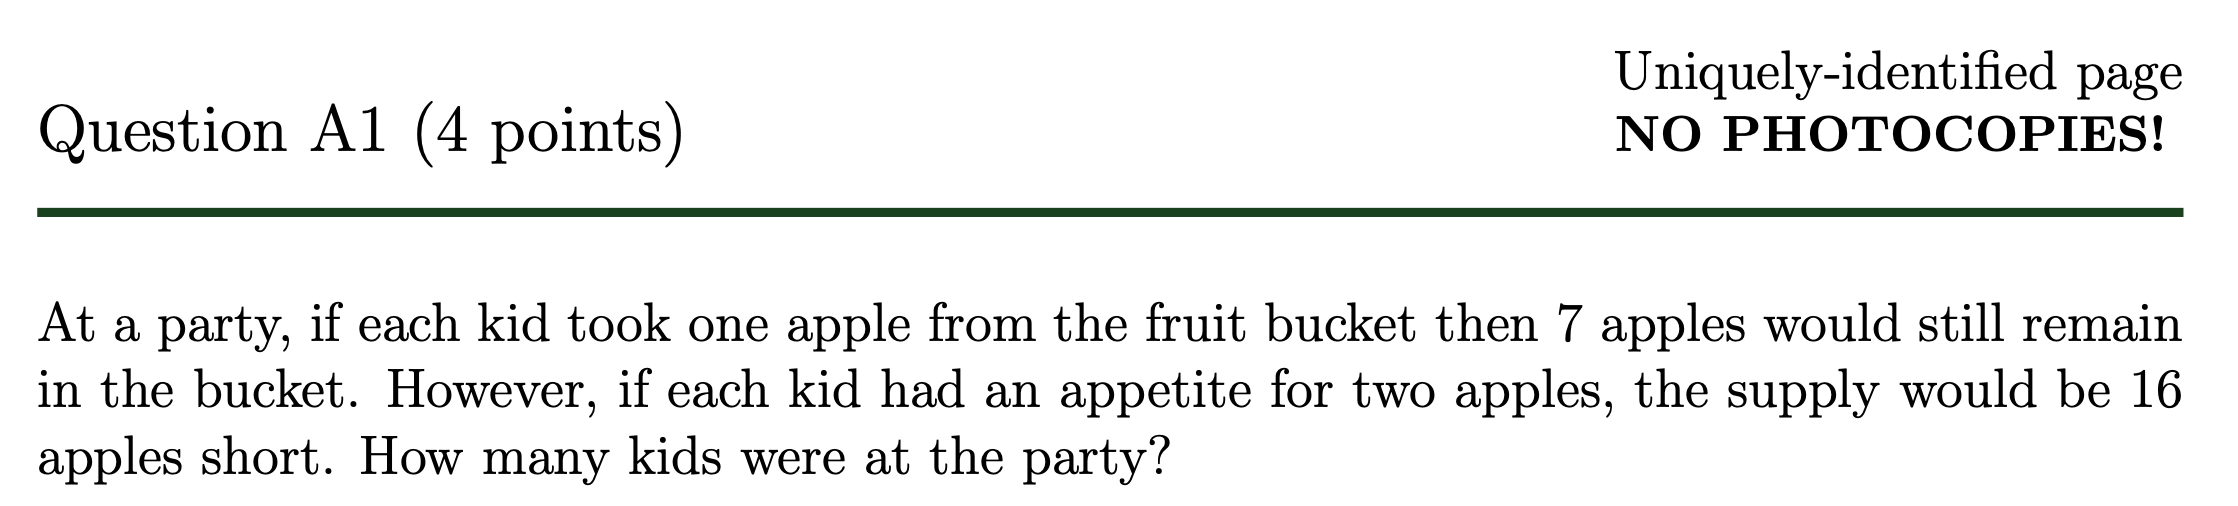 Question A1 (4 points)
Uniquely-identified page
NO PHOTOCOPIES!
At a party, if each kid took one apple from the fruit bucket then 7 apples would still remain
in the bucket. However, if each kid had an appetite for two apples, the supply would be 16
apples short. How many kids were at the party?